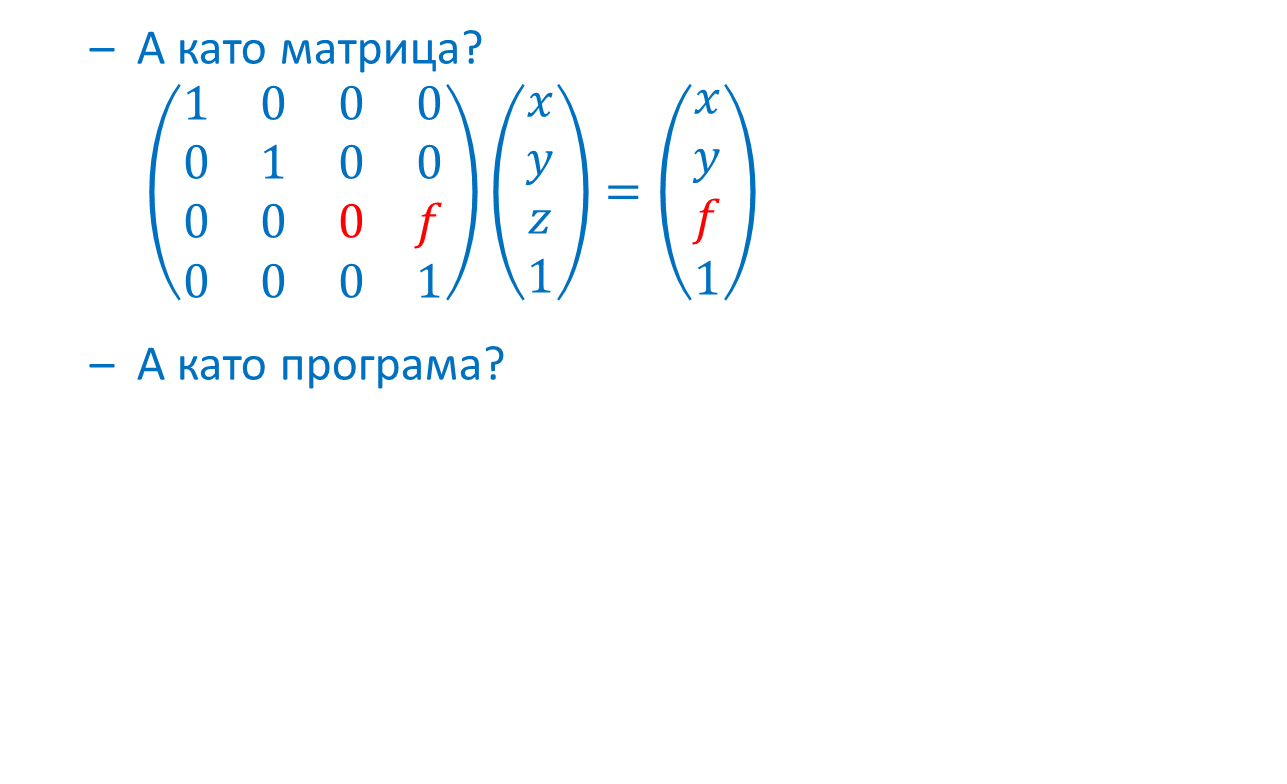 – А като матрица?
1 0 0 0 x x
0 1 0 0 y y
0 0 0 f z = f
0 0 0 1 1 1
– А като програма?